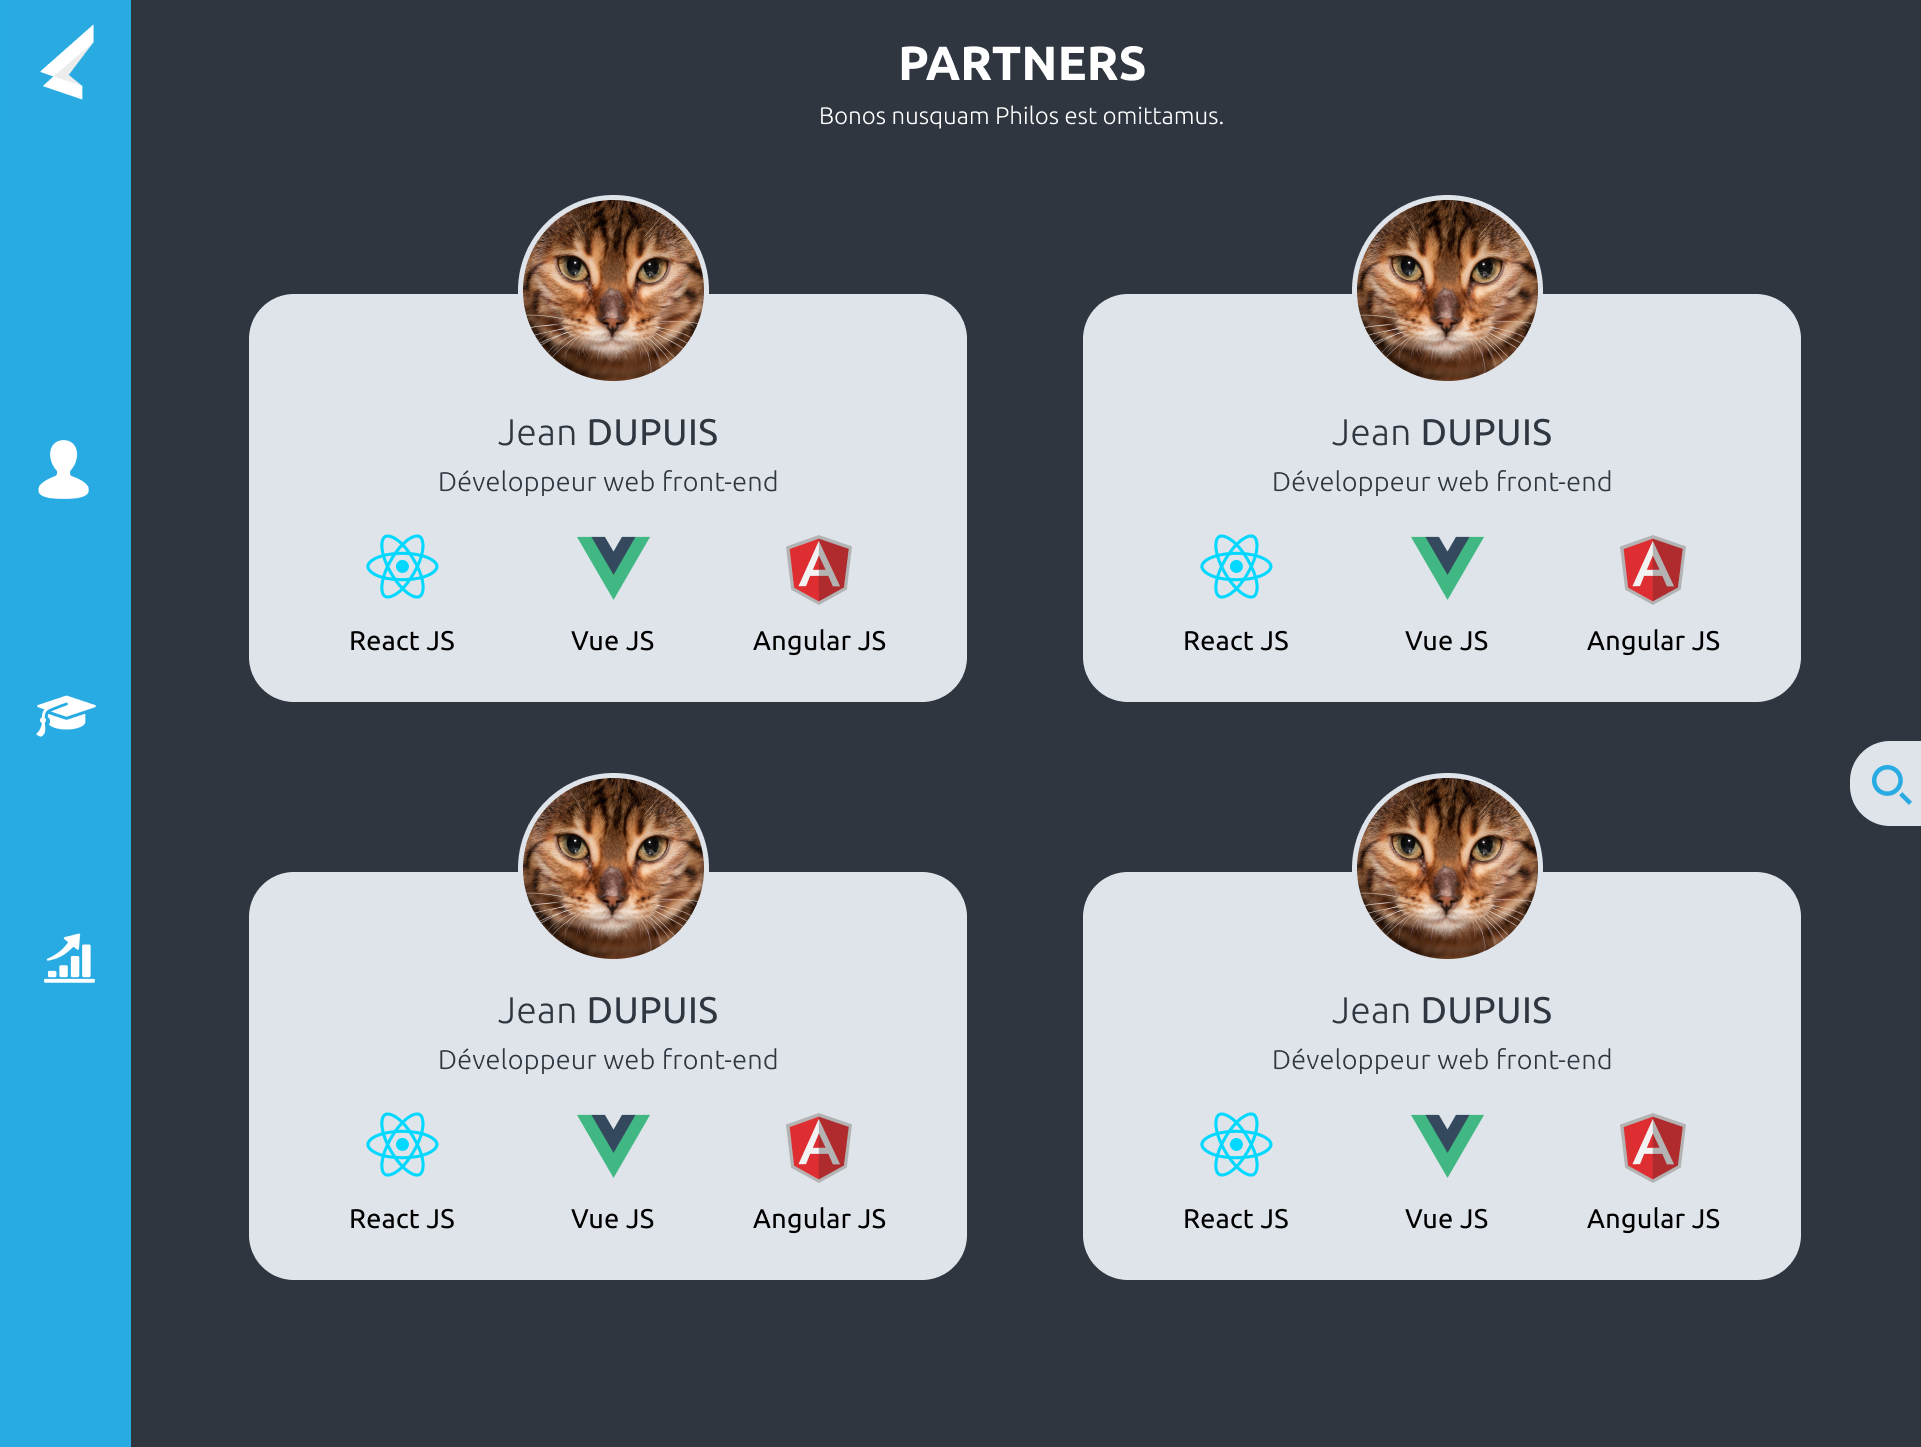 PARTNERS
Bonos nusquam Philos est omittamus.
Jean DUPUIS
Développeur web front-end
React JS
Vue JS
Angular JS
Jean DUPUIS
Développeur web front-end
React JS
Vue JS
Angular JS
Jean DUPUIS
Développeur web front-end
React JS
Vue JS
Angular JS
Jean DUPUIS
Développeur web front-end
React JS
Vue JS
Angular JS